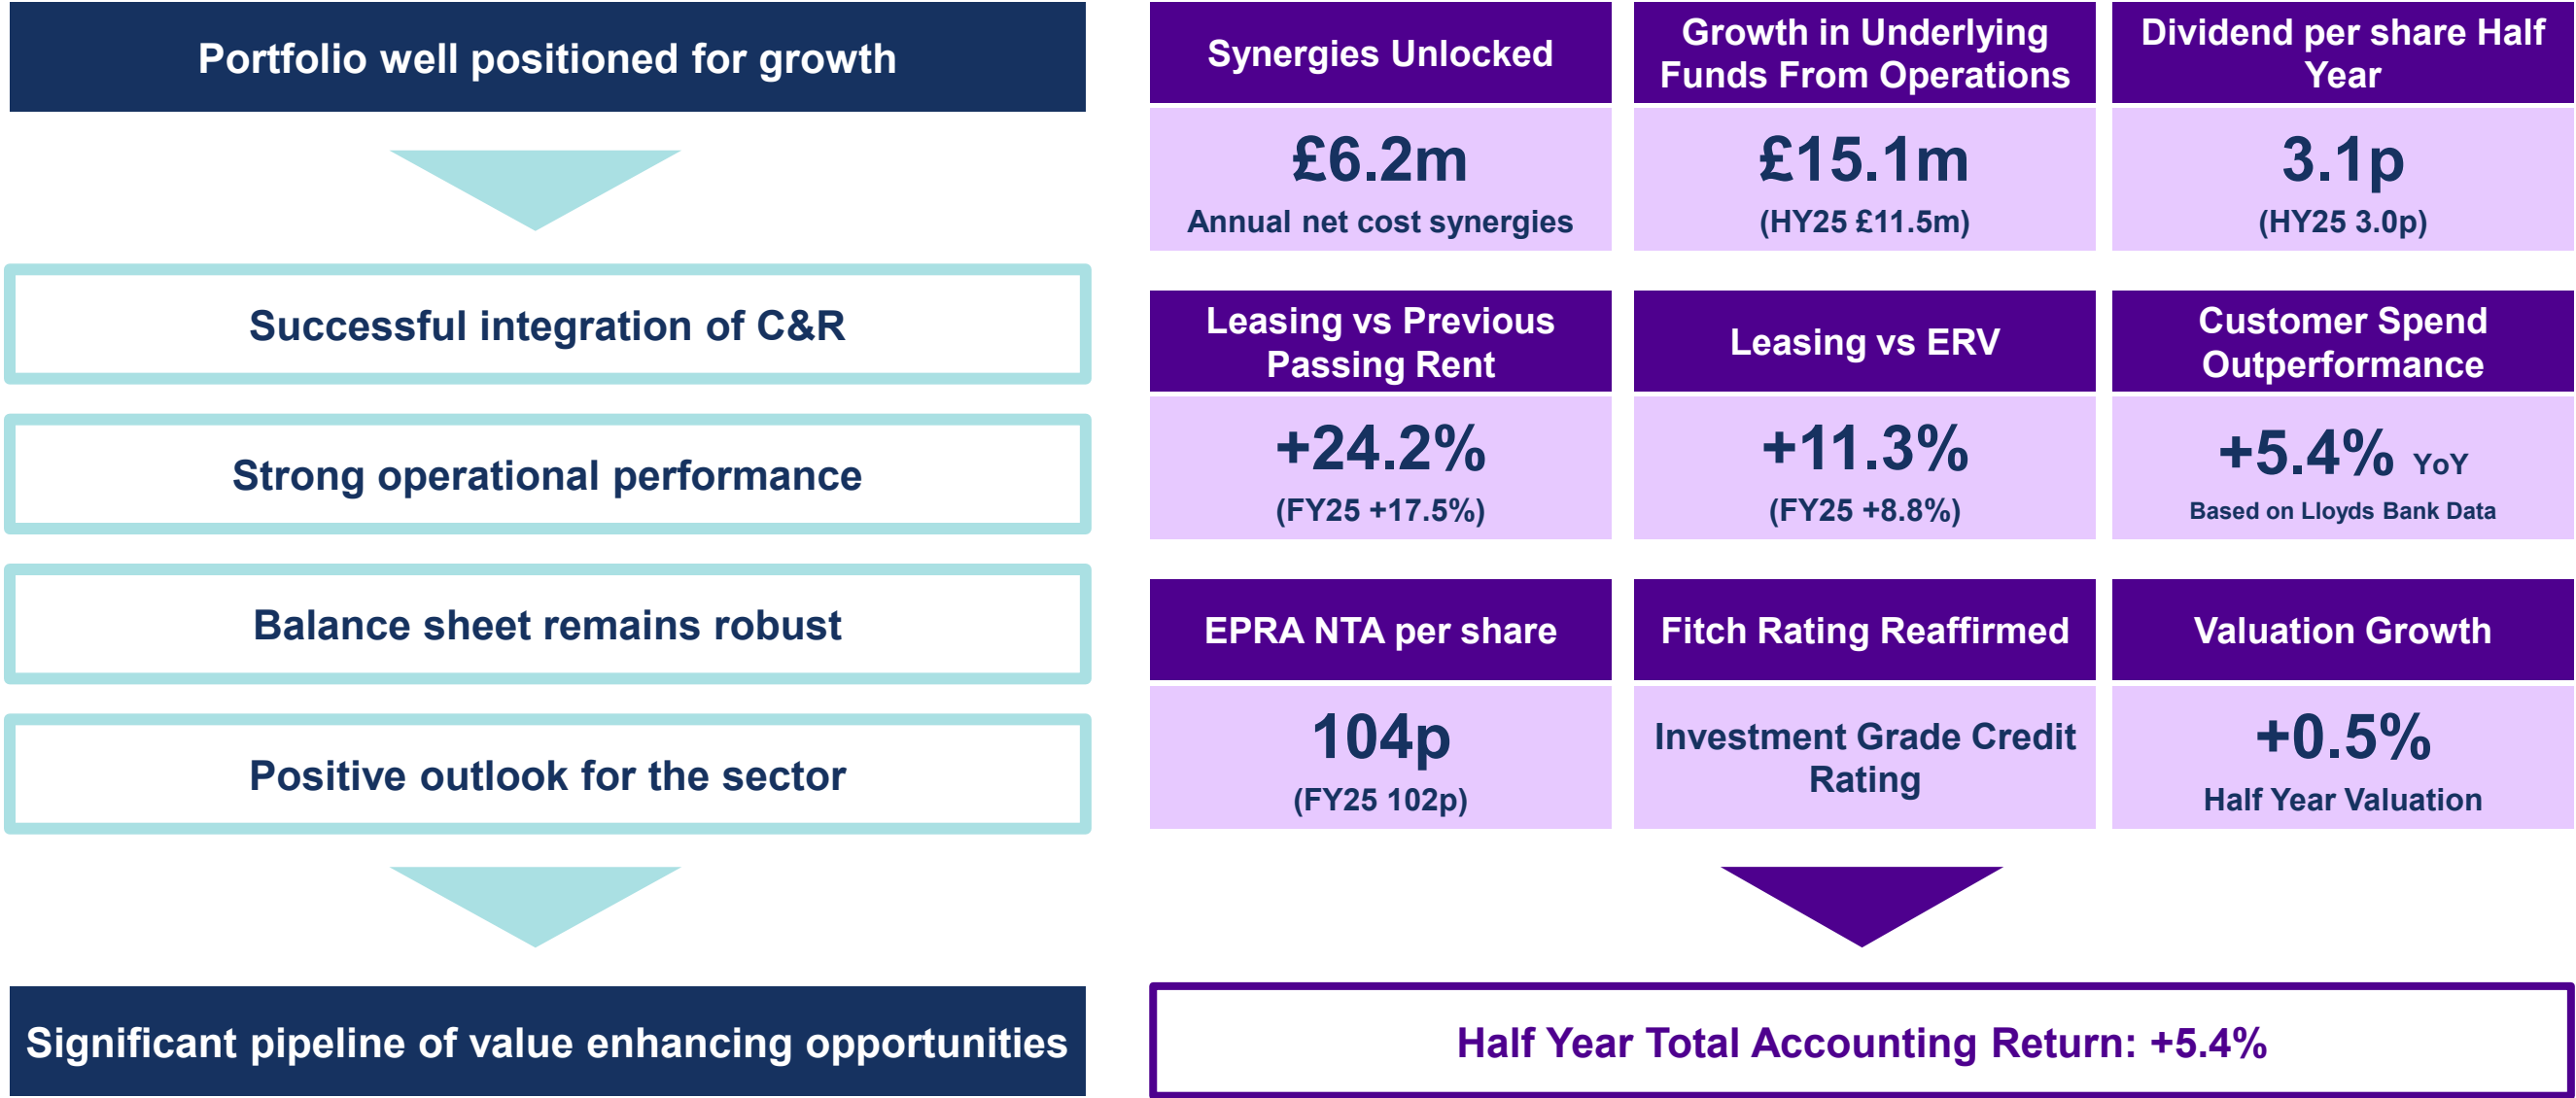 Portfolio well positioned for growth
Successful integration of C&R
Strong operational performance
Balance sheet remains robust
Positive outlook for the sector
Significant pipeline of value enhancing opportunities
Synergies Unlocked
£6.2m
Annual net cost synergies
Growth in Underlying
Funds From Operations
£15.1m
(HY25 £11.5m)
Dividend per share Half
Year
3.1p
(HY25 3.0p)
Leasing vs Previous
Passing Rent
+24.2%
(FY25 +17.5%)
Leasing vs ERV
+11.3%
(FY25 +8.8%)
Customer Spend
Outperformance
+5.4% YoY
Based on Lloyds Bank Data
EPRA NTA per share
104p
(FY25 102p)
Fitch Rating Reaffirmed
Investment Grade Credit
Rating
Valuation Growth
+0.5%
Half Year Valuation
Half Year Total Accounting Return: +5.4%